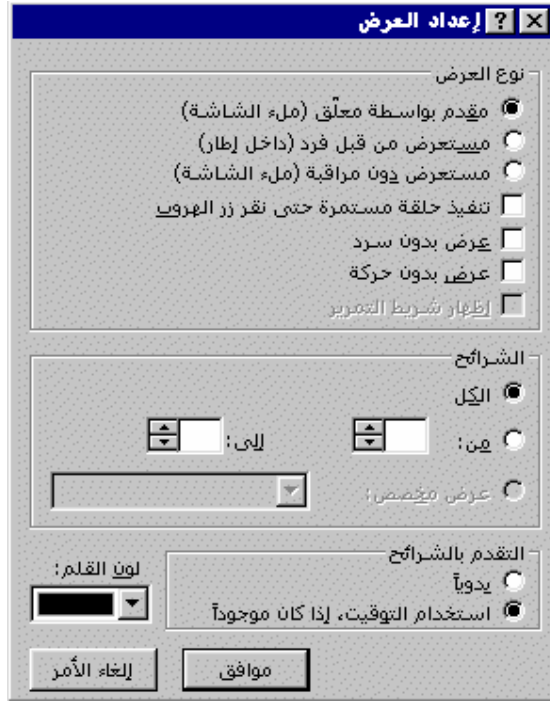 إعداد العرض
نوع العرض
مقدم بواسطة معلّق (ملء الشاشة)
مستعرض من قبل فرد (داخل إطار)
مستعرض دون مراقبة (ملء الشاشة)
تنفيذ حلقة مستمرة حتى نقر زر الهروب
عرض بدون سرد
عرض بدون حركة
إظهار شريط التمرير
الشرائح
الكل
من: إلى:
عرض مخصص:
التقدم بالشرائح
يدوياً
استخدام التوقيت، إذا كان موجوداً
لون القلم:
موافق
إلغاء الأمر